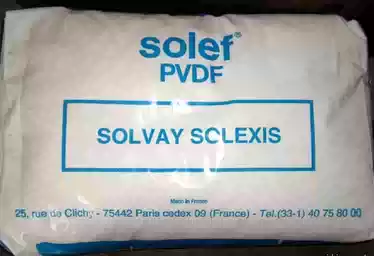 solef®
PVDF
SOLVAY SOLEXIS
Made in France
25, rue de Clichy - 75442 Paris cedex 09 (France) - Tel.(33-1) 40 75 80 00